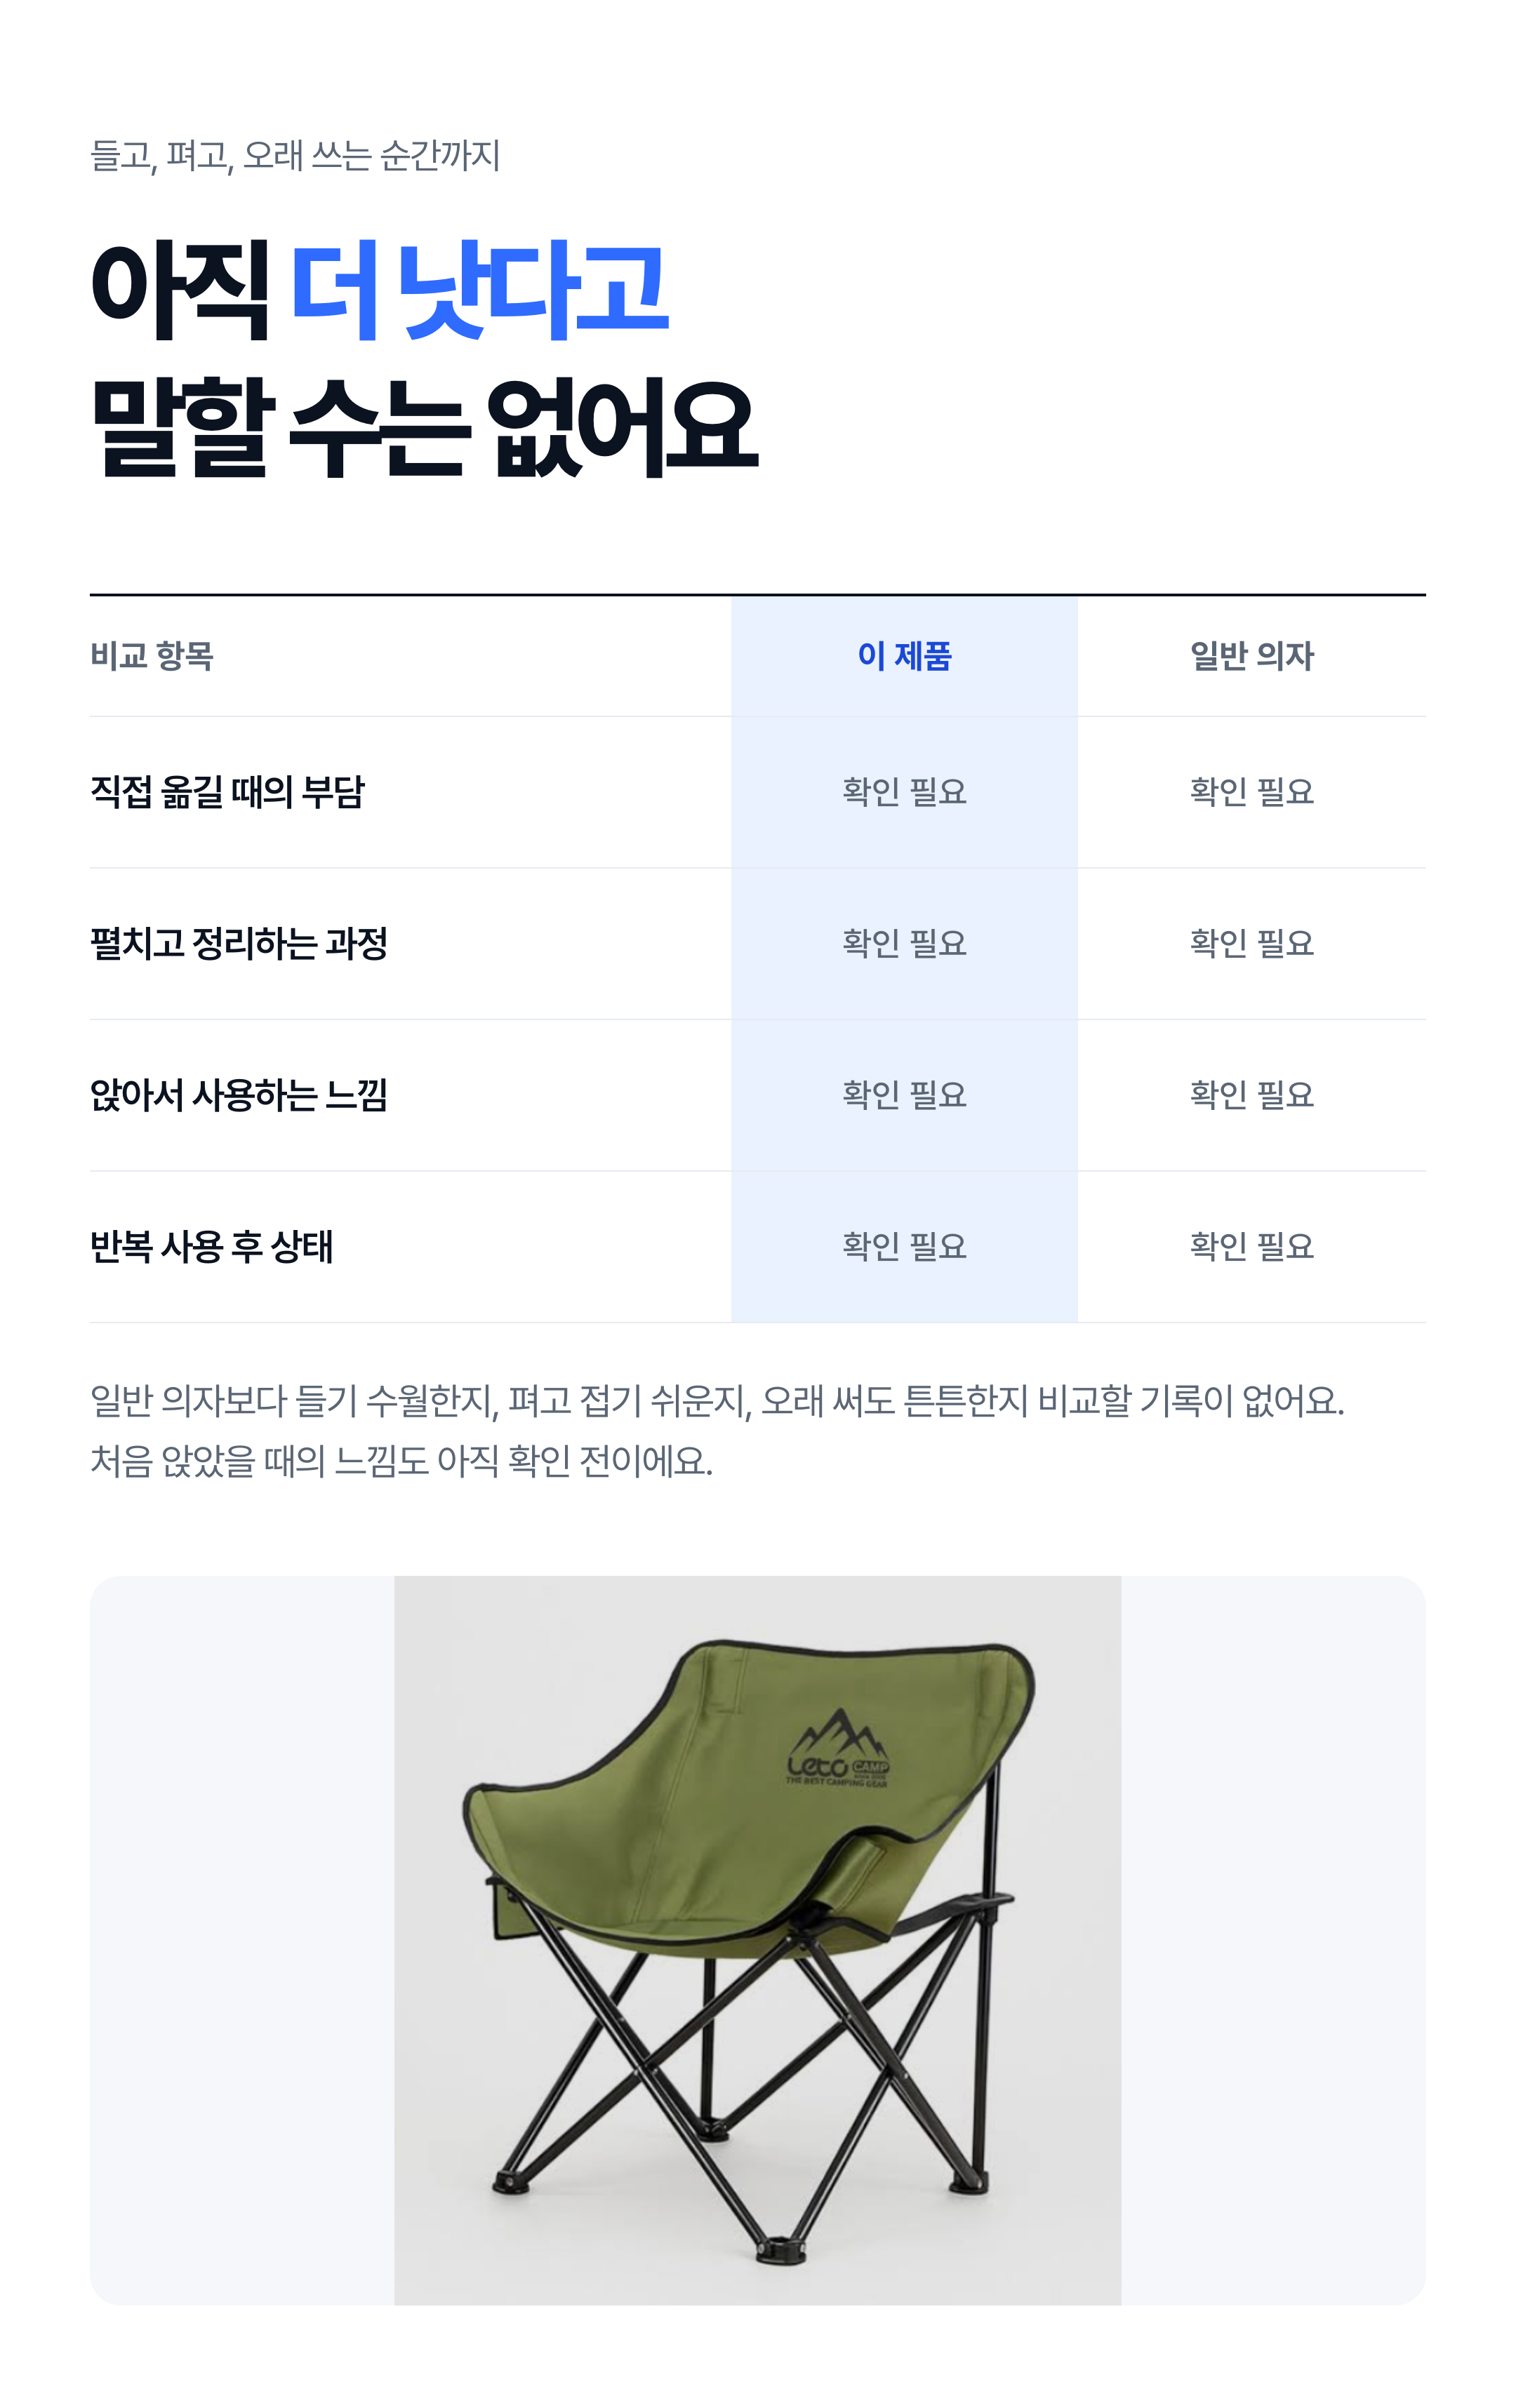 들고, 펴고, 오래 쓰는 순간까지
아직 더 낫다고
말할 수는 없어요
비교 항목 이 제품 일반 의자
직접 옮길 때의 부담 확인 필요 확인 필요
펼치고 정리하는 과정 확인 필요 확인 필요
앉아서 사용하는 느낌 확인 필요 확인 필요
반복 사용 후 상태 확인 필요 확인 필요
일반 의자보다 들기 수월한지, 펴고 접기 쉬운지, 오래 써도 튼튼한지 비교할 기록이 없어요.
처음 앉았을 때의 느낌도 아직 확인 전이에요.
Leto CAMP
THE BEST CAMPING GEAR